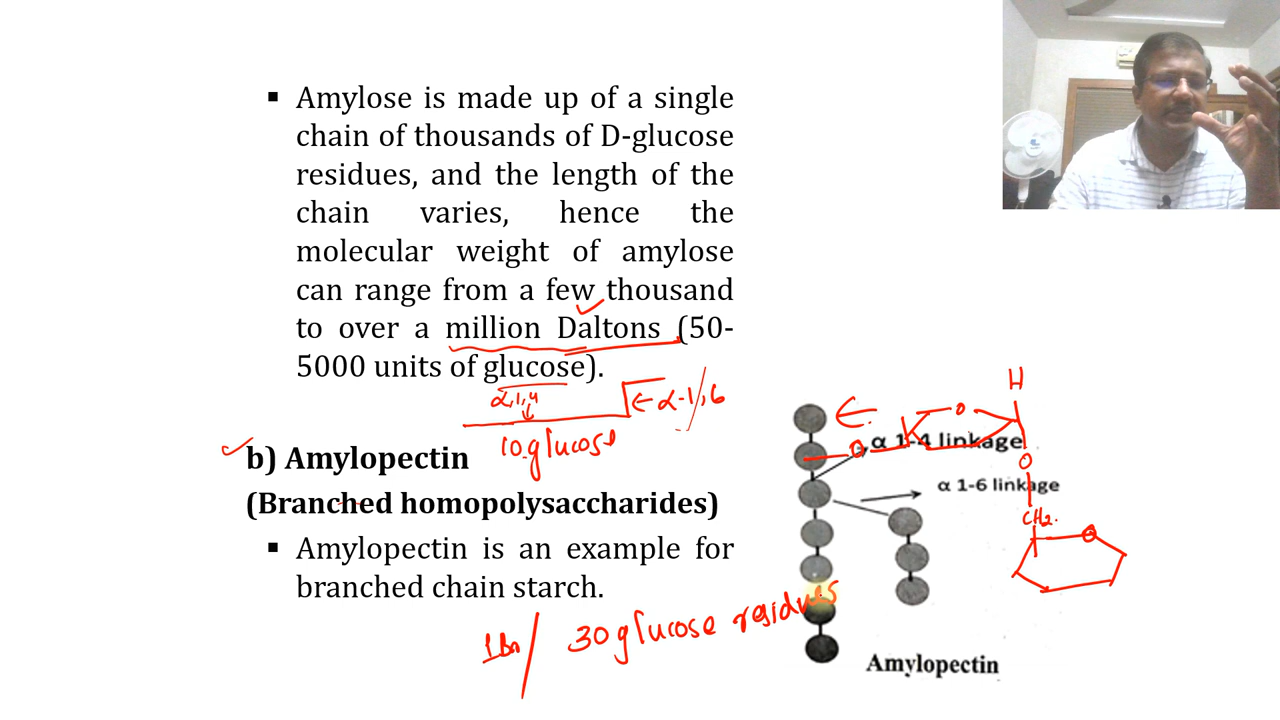 ▪ Amylose is made up of a single
chain of thousands of D-glucose
residues, and the length of the
chain varies, hence the
molecular weight of amylose
can range from a few thousand
to over a million Daltons (50-
5000 units of glucose).
α,1,4
← α-1,6
10 glucose
b) Amylopectin
(Branched homopolysaccharides)
▪ Amylopectin is an example for
branched chain starch.
1 Bn / 30 glucose residues
H
O
O
α 1-4 linkage
O
α 1-6 linkage
CH2.
O
Amylopectin